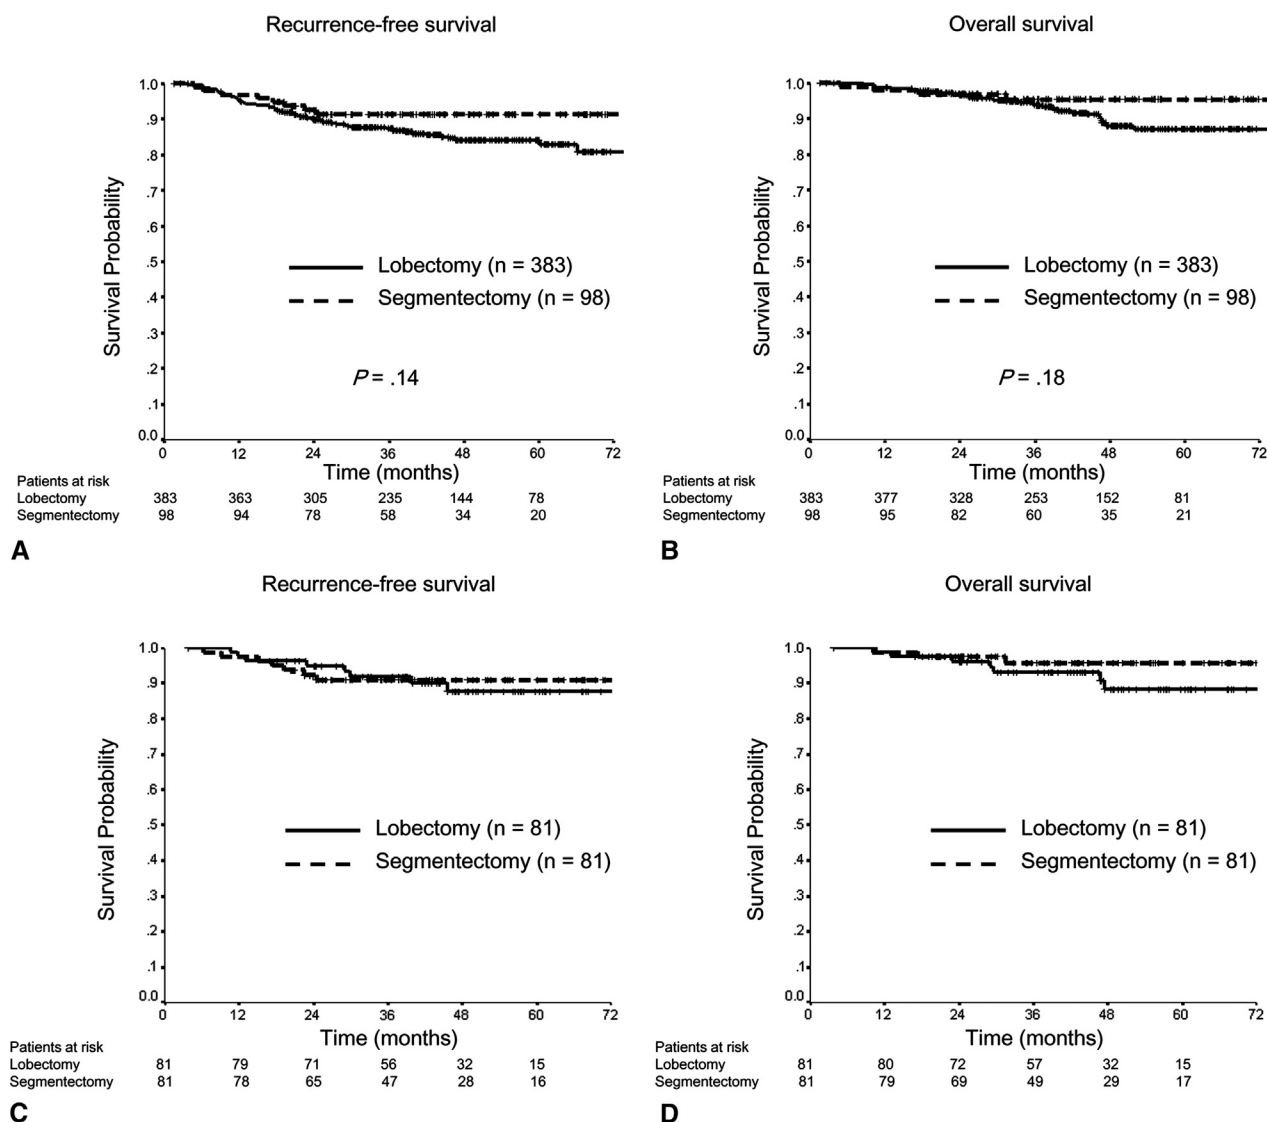 Recurrence-free survival
1.0
.9
.8
.7
.6
.5
.4
.3
.2
.1
0.0
Survival Probability
Lobectomy (n = 383)
Segmentectomy (n = 98)
P = .14
0 12 24 36 48 60 72
Time (months)
Patients at risk
Lobectomy 383 363 305 235 144 78
Segmentectomy 98 94 78 58 34 20
A
Overall survival
1.0
.9
.8
.7
.6
.5
.4
.3
.2
.1
0.0
Survival Probability
Lobectomy (n = 383)
Segmentectomy (n = 98)
P = .18
0 12 24 36 48 60 72
Time (months)
Patients at risk
Lobectomy 383 377 328 253 152 81
Segmentectomy 98 95 82 60 35 21
B
Recurrence-free survival
1.0
.9
.8
.7
.6
.5
.4
.3
.2
.1
0.0
Survival Probability
Lobectomy (n = 81)
Segmentectomy (n = 81)
0 12 24 36 48 60 72
Time (months)
Patients at risk
Lobectomy 81 79 71 56 32 15
Segmentectomy 81 78 65 47 28 16
C
Overall survival
1.0
.9
.8
.7
.6
.5
.4
.3
.2
.1
0.0
Survival Probability
Lobectomy (n = 81)
Segmentectomy (n = 81)
0 12 24 36 48 60 72
Time (months)
Patients at risk
Lobectomy 81 80 72 57 32 15
Segmentectomy 81 79 69 49 29 17
D